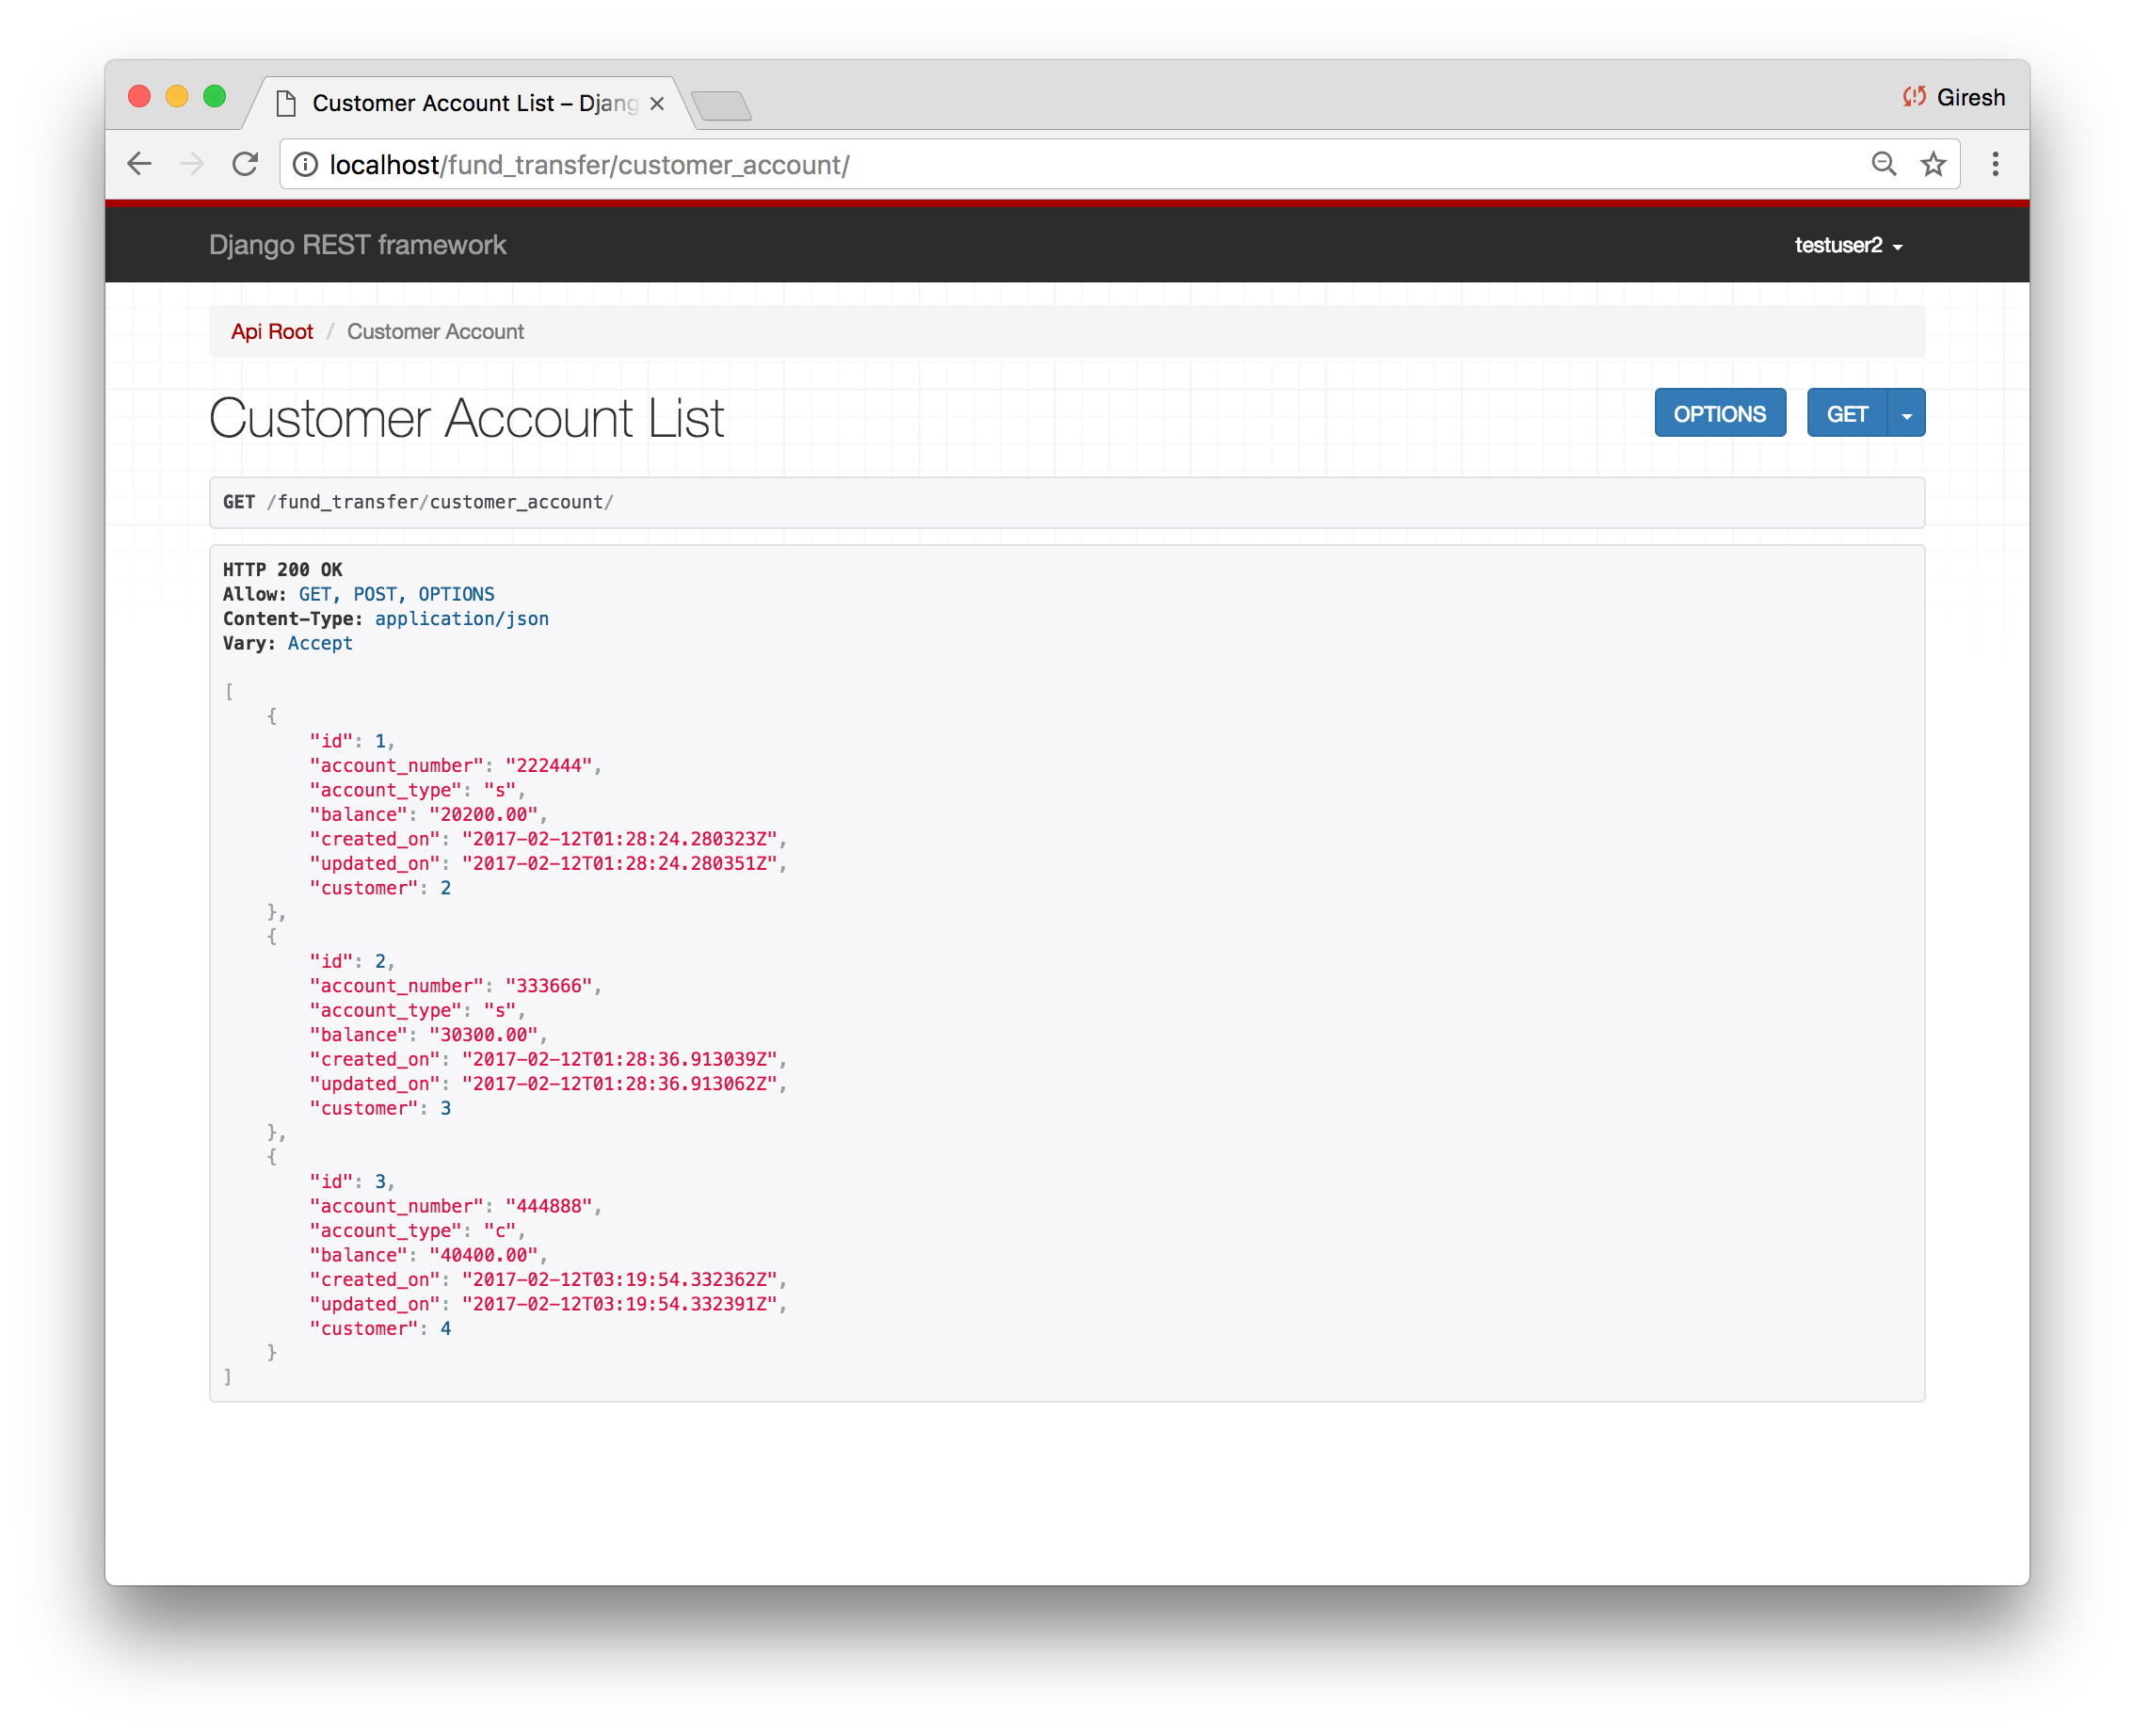 Customer Account List – Djang
Giresh
localhost/fund_transfer/customer_account/
Django REST framework
testuser2
Api Root / Customer Account
Customer Account List
OPTIONS
GET
GET /fund_transfer/customer_account/
HTTP 200 OK
Allow: GET, POST, OPTIONS
Content-Type: application/json
Vary: Accept
[
    {
        "id": 1,
        "account_number": "222444",
        "account_type": "s",
        "balance": "20200.00",
        "created_on": "2017-02-12T01:28:24.280323Z",
        "updated_on": "2017-02-12T01:28:24.280351Z",
        "customer": 2
    },
    {
        "id": 2,
        "account_number": "333666",
        "account_type": "s",
        "balance": "30300.00",
        "created_on": "2017-02-12T01:28:36.913039Z",
        "updated_on": "2017-02-12T01:28:36.913062Z",
        "customer": 3
    },
    {
        "id": 3,
        "account_number": "444888",
        "account_type": "c",
        "balance": "40400.00",
        "created_on": "2017-02-12T03:19:54.332362Z",
        "updated_on": "2017-02-12T03:19:54.332391Z",
        "customer": 4
    }
]